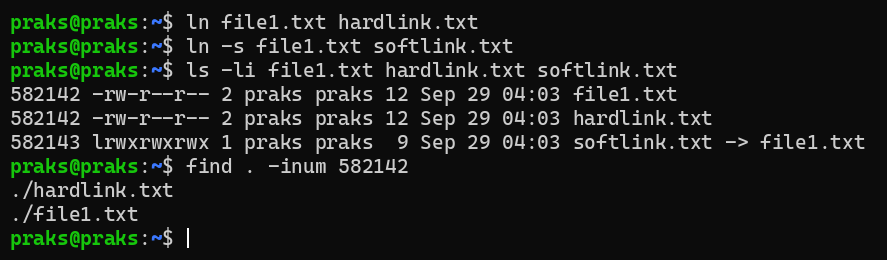 praks@praks:~$ ln file1.txt hardlink.txt
praks@praks:~$ ln -s file1.txt softlink.txt
praks@praks:~$ ls -li file1.txt hardlink.txt softlink.txt
582142 -rw-r--r-- 2 praks praks 12 Sep 29 04:03 file1.txt
582142 -rw-r--r-- 2 praks praks 12 Sep 29 04:03 hardlink.txt
582143 lrwxrwxrwx 1 praks praks  9 Sep 29 04:03 softlink.txt -> file1.txt
praks@praks:~$ find . -inum 582142
./hardlink.txt
./file1.txt
praks@praks:~$